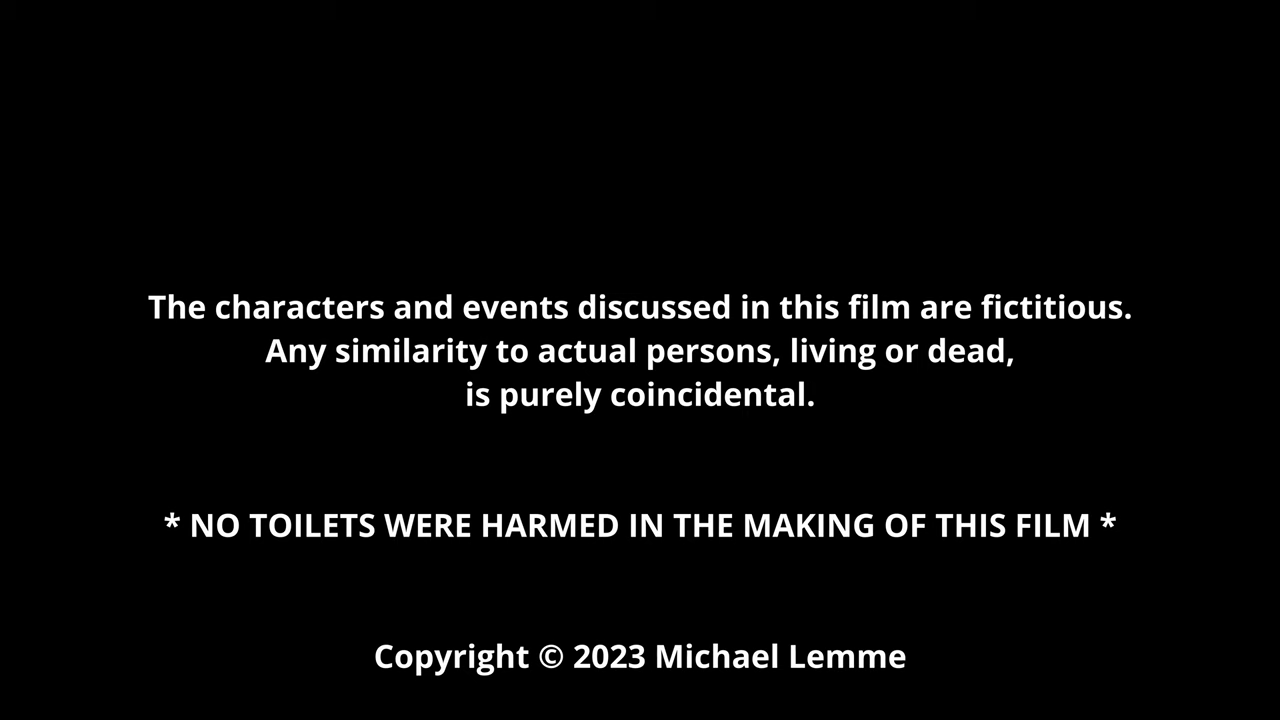 The characters and events discussed in this film are fictitious.
Any similarity to actual persons, living or dead,
is purely coincidental.
* NO TOILETS WERE HARMED IN THE MAKING OF THIS FILM *
Copyright © 2023 Michael Lemme